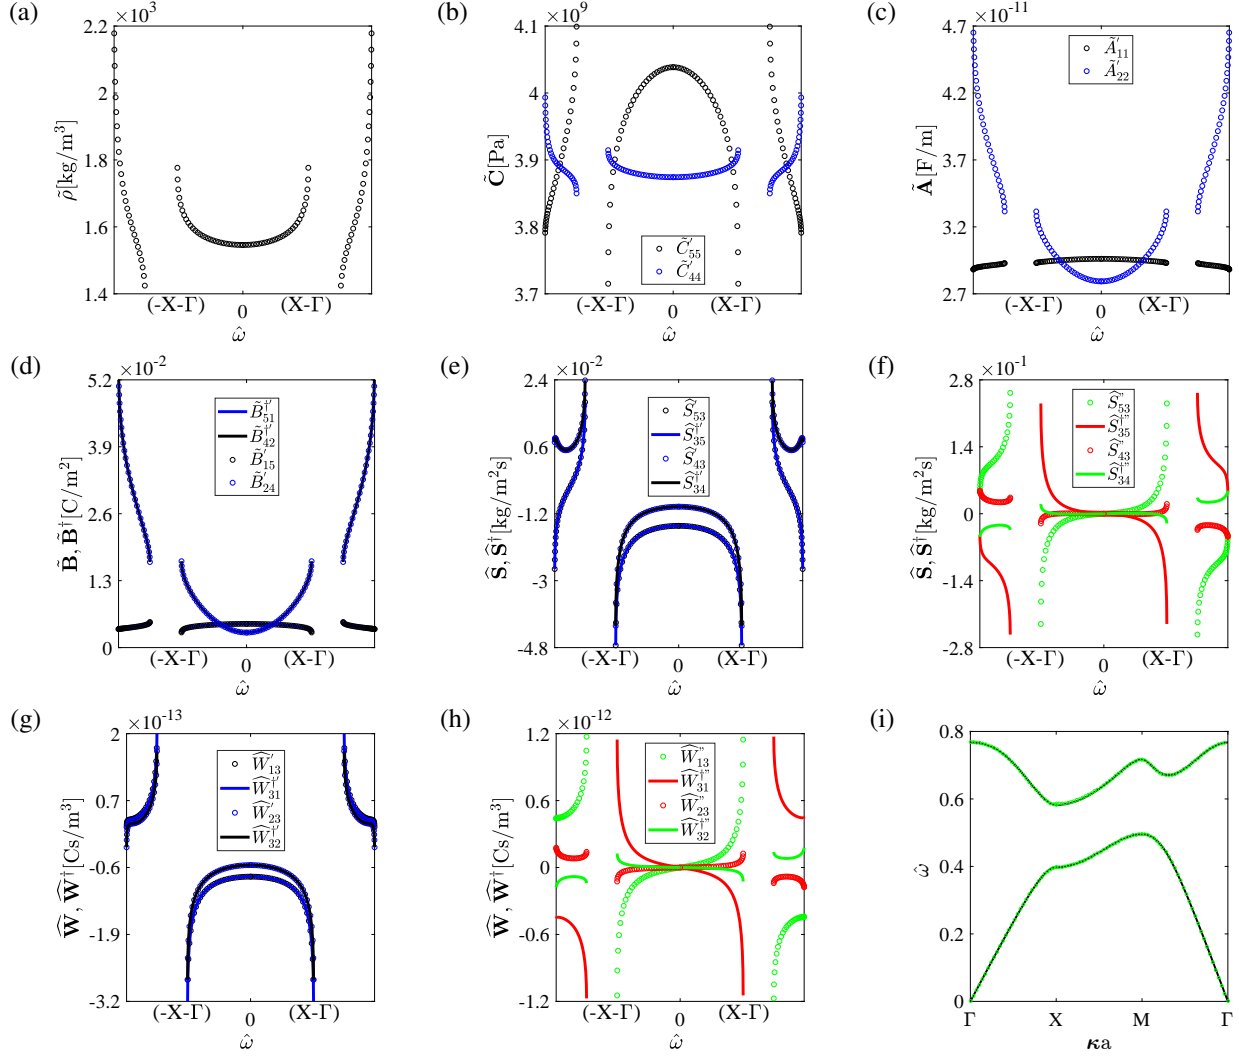 (a)
×10³
2.2
2
1.8
1.6
1.4
ρ̃[kg/m³]
(-X-Γ)
0
(X-Γ)
ω̂
(b)
×10⁹
4.1
4
3.9
3.8
3.7
C̃[Pa]
C̃′₅₅
C̃′₄₄
(-X-Γ)
0
(X-Γ)
ω̂
(c)
×10⁻¹¹
4.7
4.2
3.7
3.2
2.7
Ã[F/m]
Ã′₁₁
Ã′₂₂
(-X-Γ)
0
(X-Γ)
ω̂
(d)
×10⁻²
5.2
3.9
2.6
1.3
0
B̃, B̃†[C/m²]
B̃†′₅₁
B̃†′₄₂
B̃′₁₅
B̃′₂₄
(-X-Γ)
0
(X-Γ)
ω̂
(e)
×10⁻²
2.4
0.6
-1.2
-3
-4.8
Ŝ, Ŝ†[kg/m²s]
Ŝ′₅₃
Ŝ†′₃₅
Ŝ′₄₃
Ŝ†′₃₄
(-X-Γ)
0
(X-Γ)
ω̂
(f)
×10⁻¹
2.8
1.4
0
-1.4
-2.8
Ŝ, Ŝ†[kg/m²s]
Ŝ″₅₃
Ŝ†″₃₅
Ŝ″₄₃
Ŝ†″₃₄
(-X-Γ)
0
(X-Γ)
ω̂
(g)
×10⁻¹³
2
0.7
-0.6
-1.9
-3.2
Ŵ, Ŵ†[Cs/m³]
Ŵ′₁₃
Ŵ†′₃₁
Ŵ′₂₃
Ŵ†′₃₂
(-X-Γ)
0
(X-Γ)
ω̂
(h)
×10⁻¹²
1.2
0.6
0
-0.6
-1.2
Ŵ, Ŵ†[Cs/m³]
Ŵ″₁₃
Ŵ†″₃₁
Ŵ″₂₃
Ŵ†″₃₂
(-X-Γ)
0
(X-Γ)
ω̂
(i)
0.8
0.6
0.4
0.2
0
ω̂
Γ
X
M
Γ
κa